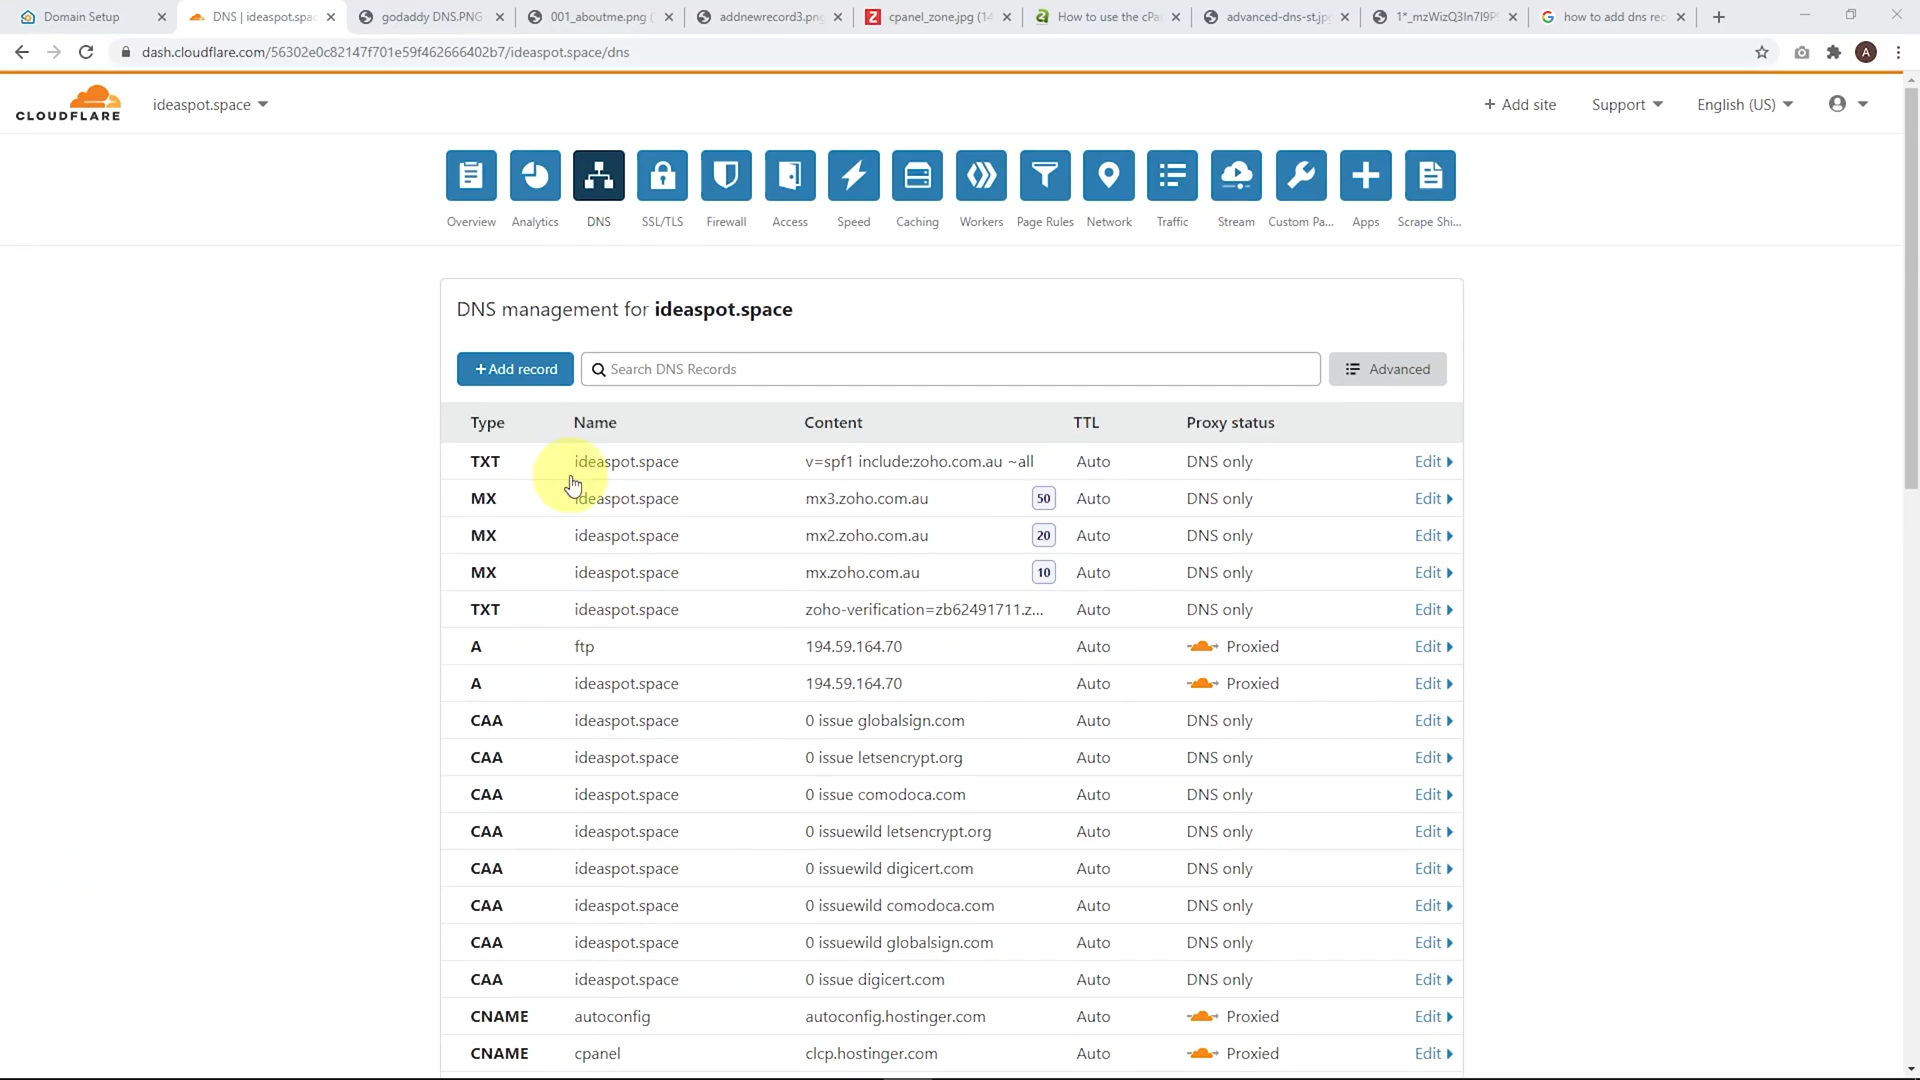 Domain Setup
DNS | ideaspot.spac
godaddy DNS.PNG
001_aboutme.png (
addnewrecord3.png
cpanel_zone.jpg (14
How to use the cPa
advanced-dns-st.jp
how to add dns rec
dash.cloudflare.com/56302e0c82147f701e59f462666402b7/ideaspot.space/dns
A
CLOUDFLARE
ideaspot.space
+ Add site
Support
English (US)
Overview
Analytics
DNS
SSL/TLS
Firewall
Access
Speed
Caching
Workers
Page Rules
Network
Traffic
Stream
Custom Pa...
Apps
Scrape Shi...
DNS management for ideaspot.space
+Add record
Search DNS Records
Advanced
Type Name Content TTL Proxy status
TXT ideaspot.space v=spf1 include:zoho.com.au ~all Auto DNS only Edit
MX ideaspot.space mx3.zoho.com.au 50 Auto DNS only Edit
MX ideaspot.space mx2.zoho.com.au 20 Auto DNS only Edit
MX ideaspot.space mx.zoho.com.au 10 Auto DNS only Edit
TXT ideaspot.space zoho-verification=zb62491711.z... Auto DNS only Edit
A ftp 194.59.164.70 Auto Proxied Edit
A ideaspot.space 194.59.164.70 Auto Proxied Edit
CAA ideaspot.space 0 issue globalsign.com Auto DNS only Edit
CAA ideaspot.space 0 issue letsencrypt.org Auto DNS only Edit
CAA ideaspot.space 0 issue comodoca.com Auto DNS only Edit
CAA ideaspot.space 0 issuewild letsencrypt.org Auto DNS only Edit
CAA ideaspot.space 0 issuewild digicert.com Auto DNS only Edit
CAA ideaspot.space 0 issuewild comodoca.com Auto DNS only Edit
CAA ideaspot.space 0 issuewild globalsign.com Auto DNS only Edit
CAA ideaspot.space 0 issue digicert.com Auto DNS only Edit
CNAME autoconfig autoconfig.hostinger.com Auto Proxied Edit
CNAME cpanel clcp.hostinger.com Auto Proxied Edit